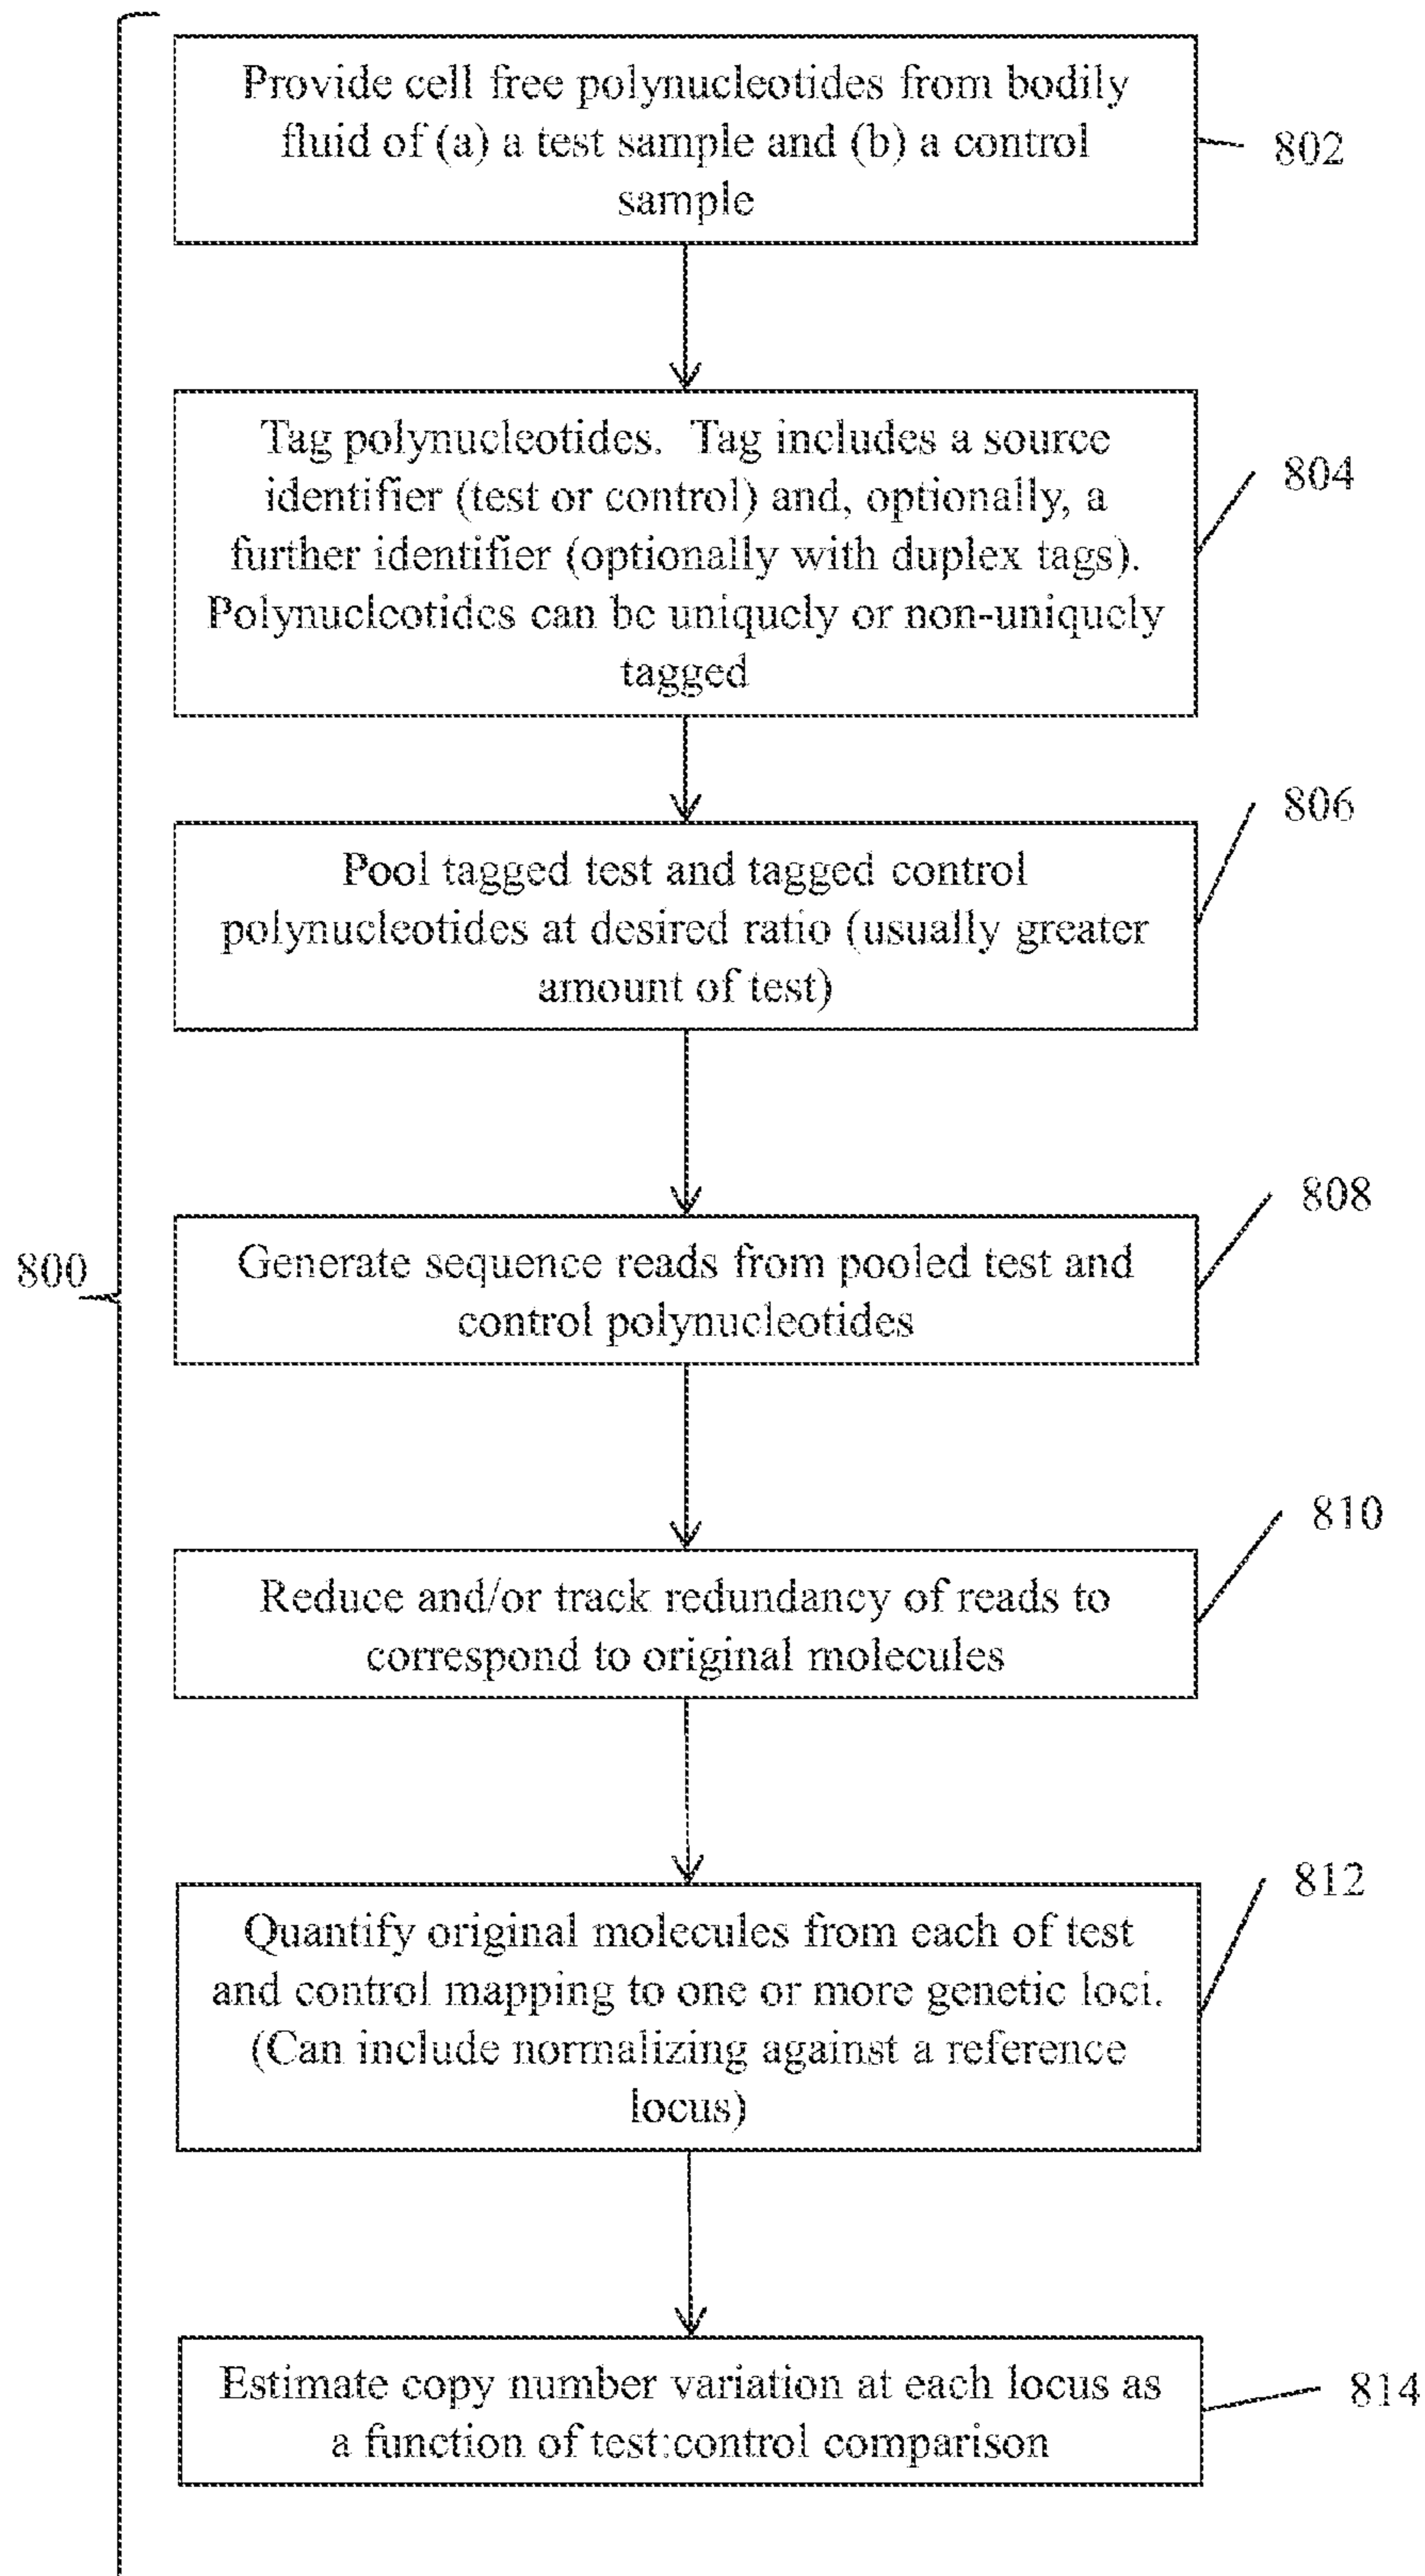 Provide cell free polynucleotides from bodily
fluid of (a) a test sample and (b) a control
sample
802
Tag polynucleotides. Tag includes a source
identifier (test or control) and, optionally, a
further identifier (optionally with duplex tags).
Polynucleotides can be uniquely or non-uniquely
tagged
804
Pool tagged test and tagged control
polynucleotides at desired ratio (usually greater
amount of test)
806
Generate sequence reads from pooled test and
control polynucleotides
808
800
Reduce and/or track redundancy of reads to
correspond to original molecules
810
Quantify original molecules from each of test
and control mapping to one or more genetic loci.
(Can include normalizing against a reference
locus)
812
Estimate copy number variation at each locus as
a function of test:control comparison
814